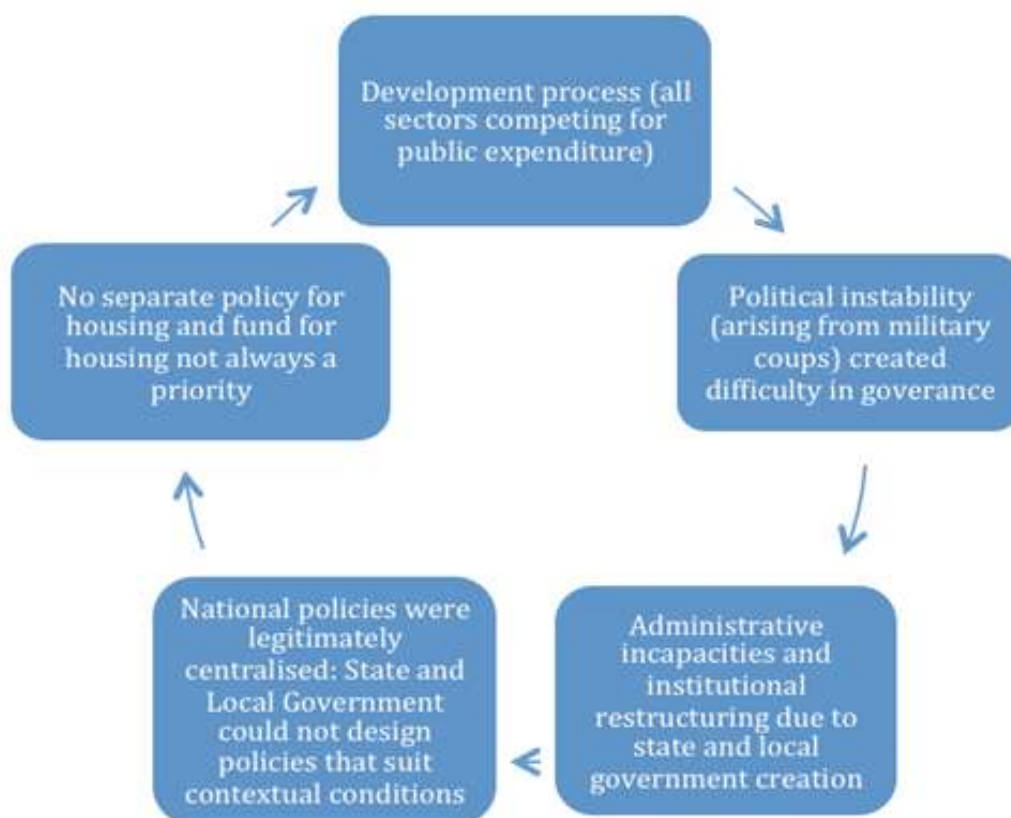 Development process (all
sectors competing for
public expenditure)
Political instability
(arising from military
coups) created
difficulty in goverance
Administrative
incapacities and
institutional
restructuring due to
state and local
government creation
National policies were
legitimately
centralised: State and
Local Government
could not design
policies that suit
contextual conditions
No separate policy for
housing and fund for
housing not always a
priority